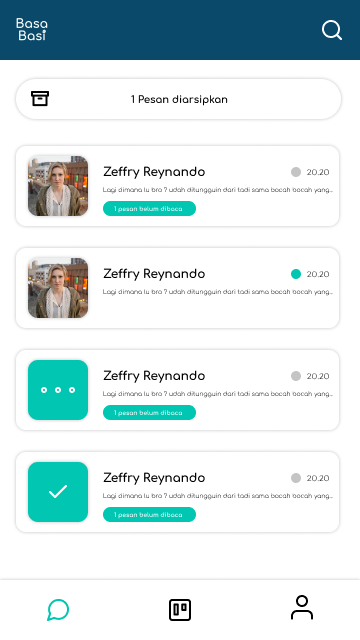 Basa
Basi
1 Pesan diarsipkan
Zeffry Reynando
20.20
Lagi dimana lu bro ? udah ditungguin dari tadi sama bocah bocah yang..
1 pesan belum dibaca
Zeffry Reynando
20.20
Lagi dimana lu bro ? udah ditungguin dari tadi sama bocah bocah yang..
Zeffry Reynando
20.20
Lagi dimana lu bro ? udah ditungguin dari tadi sama bocah bocah yang..
1 pesan belum dibaca
Zeffry Reynando
20.20
Lagi dimana lu bro ? udah ditungguin dari tadi sama bocah bocah yang..
1 pesan belum dibaca